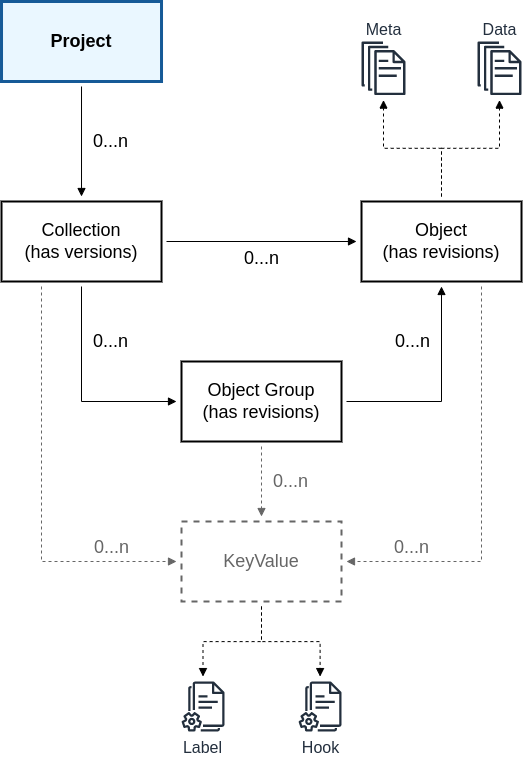 Meta
Data
Project
0...n
Collection
(has versions)
0...n
Object
(has revisions)
0...n
0...n
Object Group
(has revisions)
0...n
0...n
0...n
KeyValue
Label
Hook